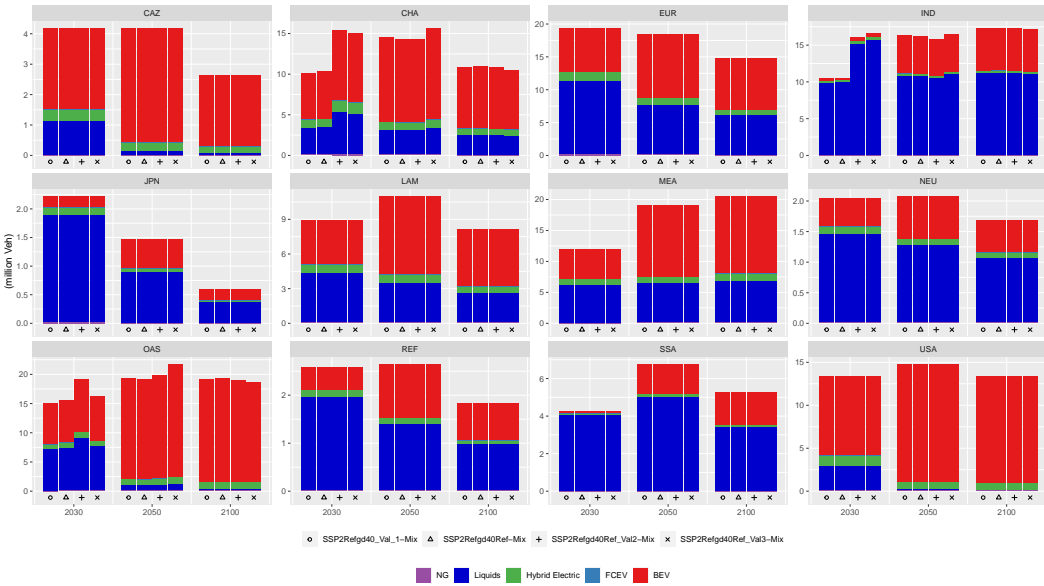 CAZ
CHA
EUR
IND
4
3
2
1
0
15
10
5
0
20
15
10
5
0
15
10
5
0
JPN
LAM
MEA
NEU
(million Veh)
2.0
1.5
1.0
0.5
0.0
9
6
3
0
20
15
10
5
0
2.0
1.5
1.0
0.5
0.0
OAS
REF
SSA
USA
20
15
10
5
0
2
1
0
6
4
2
0
15
10
5
0
2030 2050 2100
2030 2050 2100
2030 2050 2100
2030 2050 2100
SSP2Refgd40_Val_1−Mix SSP2Refgd40Ref−Mix SSP2Refgd40Ref_Val2−Mix SSP2Refgd40Ref_Val3−Mix
NG Liquids Hybrid Electric FCEV BEV